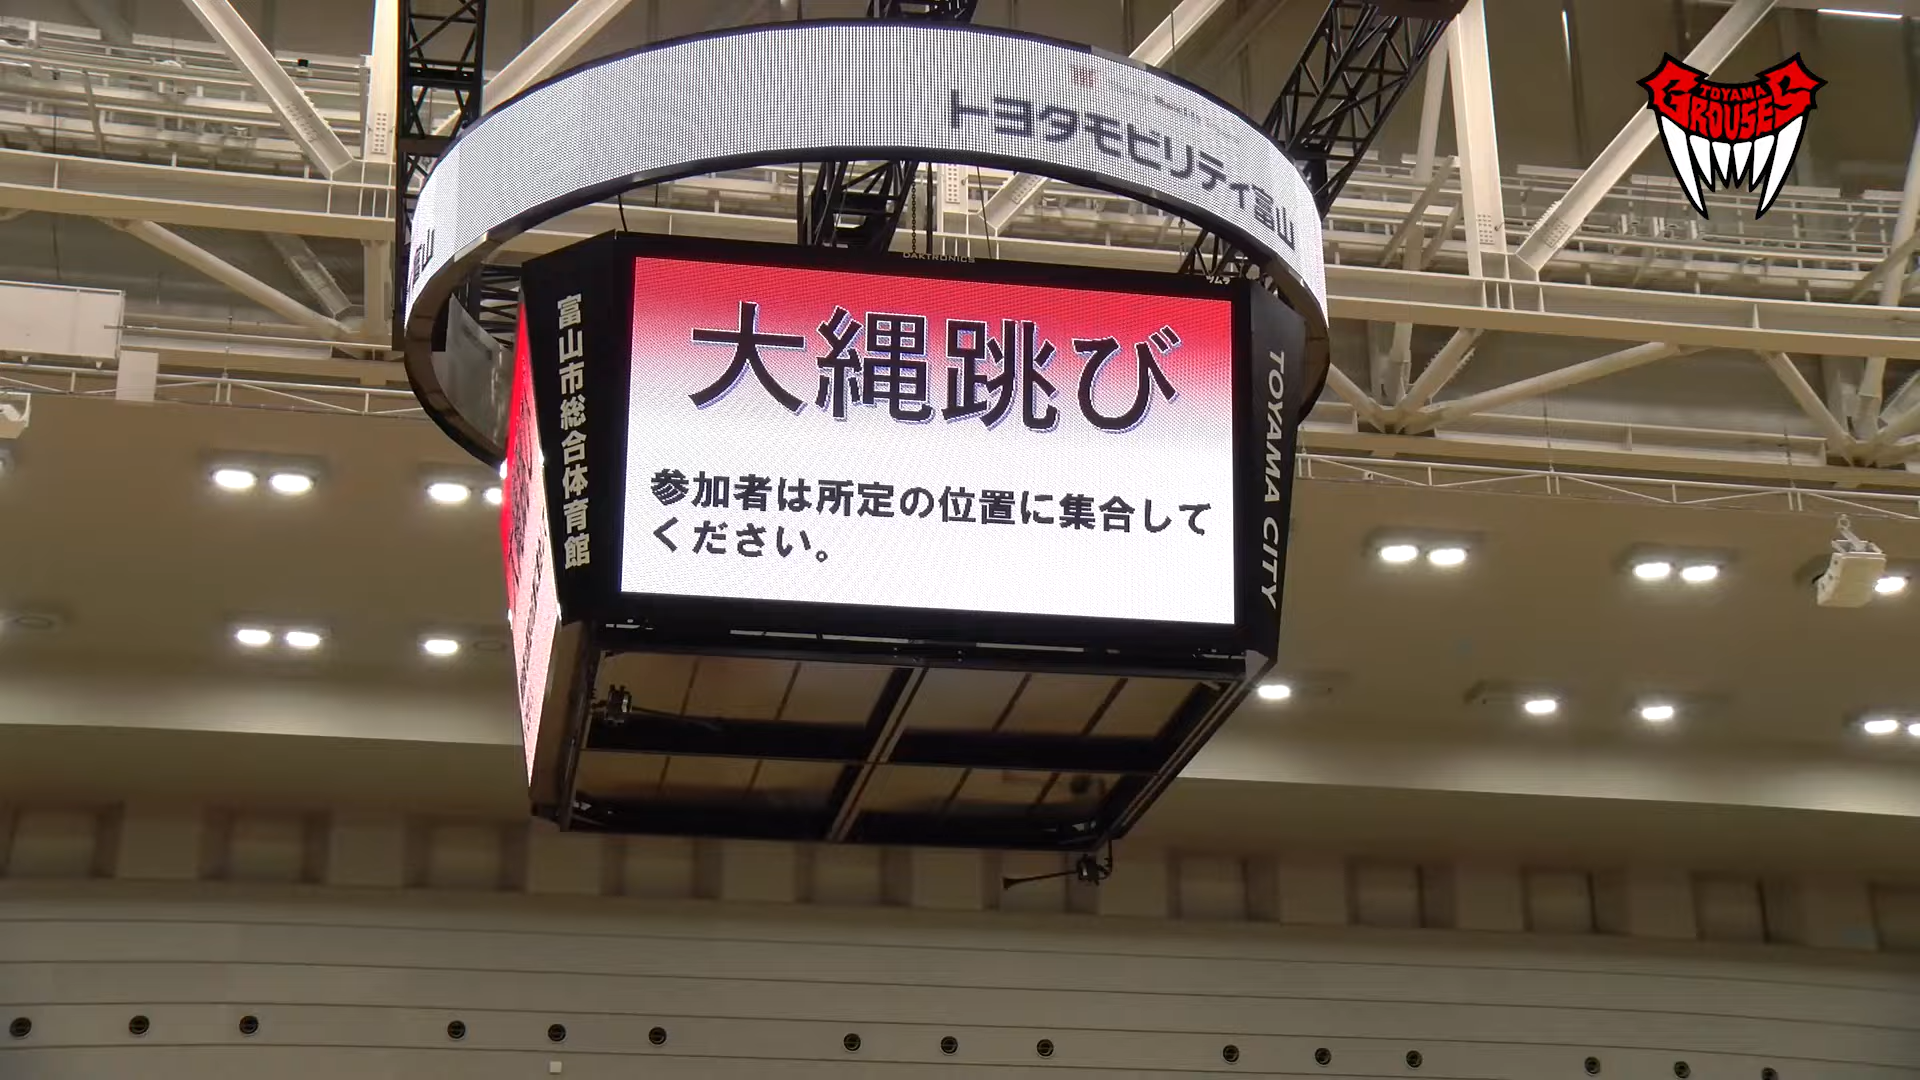 トヨタモビリティ富山
TOYAMA
GROUSES
DAKTRONICS
富山市総合体育館
大縄跳び
参加者は所定の位置に集合して
ください。
TOYAMA CITY